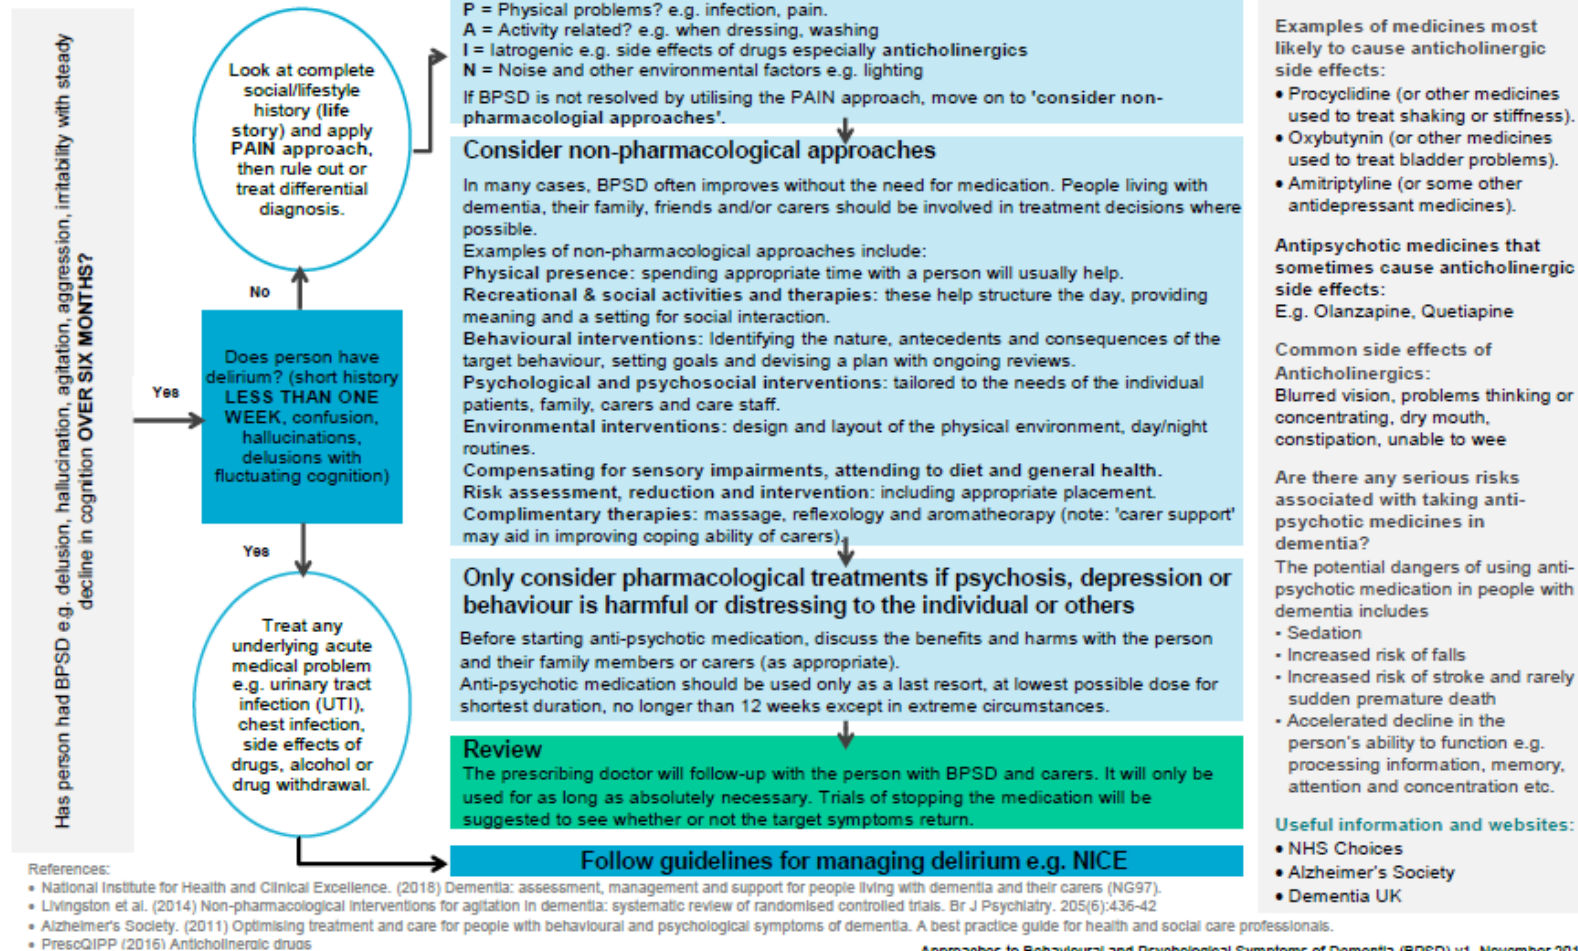 Has person had BPSD e.g. delusion, hallucination, agitation, aggression, irritability with steady
decline in cognition OVER SIX MONTHS?
Yes
Does person have
delirium? (short history
LESS THAN ONE
WEEK, confusion,
hallucinations,
delusions with
fluctuating cognition)
No
Look at complete
social/lifestyle
history (life
story) and apply
PAIN approach,
then rule out or
treat differential
diagnosis.
Yes
Treat any
underlying acute
medical problem
e.g. urinary tract
infection (UTI),
chest infection,
side effects of
drugs, alcohol or
drug withdrawal.
P = Physical problems? e.g. infection, pain.
A = Activity related? e.g. when dressing, washing
I = Iatrogenic e.g. side effects of drugs especially anticholinergics
N = Noise and other environmental factors e.g. lighting
If BPSD is not resolved by utilising the PAIN approach, move on to 'consider non-
pharmacologial approaches'.
Consider non-pharmacological approaches
In many cases, BPSD often improves without the need for medication. People living with
dementia, their family, friends and/or carers should be involved in treatment decisions where
possible.
Examples of non-pharmacological approaches include:
Physical presence: spending appropriate time with a person will usually help.
Recreational & social activities and therapies: these help structure the day, providing
meaning and a setting for social interaction.
Behavioural interventions: Identifying the nature, antecedents and consequences of the
target behaviour, setting goals and devising a plan with ongoing reviews.
Psychological and psychosocial interventions: tailored to the needs of the individual
patients, family, carers and care staff.
Environmental interventions: design and layout of the physical environment, day/night
routines.
Compensating for sensory impairments, attending to diet and general health.
Risk assessment, reduction and intervention: including appropriate placement.
Complimentary therapies: massage, reflexology and aromatheorapy (note: 'carer support'
may aid in improving coping ability of carers).
Only consider pharmacological treatments if psychosis, depression or
behaviour is harmful or distressing to the individual or others
Before starting anti-psychotic medication, discuss the benefits and harms with the person
and their family members or carers (as appropriate).
Anti-psychotic medication should be used only as a last resort, at lowest possible dose for
shortest duration, no longer than 12 weeks except in extreme circumstances.
Review
The prescribing doctor will follow-up with the person with BPSD and carers. It will only be
used for as long as absolutely necessary. Trials of stopping the medication will be
suggested to see whether or not the target symptoms return.
Follow guidelines for managing delirium e.g. NICE
Examples of medicines most
likely to cause anticholinergic
side effects:
• Procyclidine (or other medicines
used to treat shaking or stiffness).
• Oxybutynin (or other medicines
used to treat bladder problems).
• Amitriptyline (or some other
antidepressant medicines).
Antipsychotic medicines that
sometimes cause anticholinergic
side effects:
E.g. Olanzapine, Quetiapine
Common side effects of
Anticholinergics:
Blurred vision, problems thinking or
concentrating, dry mouth,
constipation, unable to wee
Are there any serious risks
associated with taking anti-
psychotic medicines in
dementia?
The potential dangers of using anti-
psychotic medication in people with
dementia includes
• Sedation
• Increased risk of falls
• Increased risk of stroke and rarely
sudden premature death
• Accelerated decline in the
person's ability to function e.g.
processing information, memory,
attention and concentration etc.
Useful information and websites:
• NHS Choices
• Alzheimer's Society
• Dementia UK
References:
• National Institute for Health and Clinical Excellence. (2018) Dementia: assessment, management and support for people living with dementia and their carers (NG97).
• Livingston et al. (2014) Non-pharmacological interventions for agitation in dementia: systematic review of randomised controlled trials. Br J Psychiatry. 205(6):436-42
• Alzheimer's Society. (2011) Optimising treatment and care for people with behavioural and psychological symptoms of dementia. A best practice guide for health and social care professionals.
• PrescQIPP (2016) Anticholinergic drugs
Approaches to Behavioural and Psychological Symptoms of Dementia (BPSD) v1. November